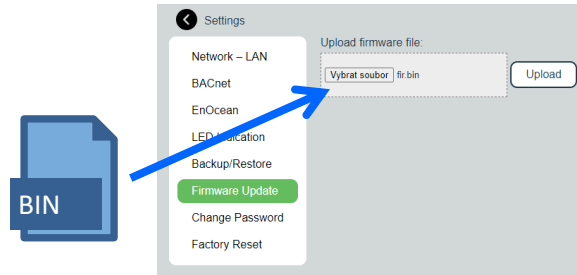 Settings
Network – LAN
BACnet
EnOcean
LED Indication
Backup/Restore
Firmware Update
Change Password
Factory Reset
Upload firmware file:
Vybrat soubor fir.bin
Upload
BIN